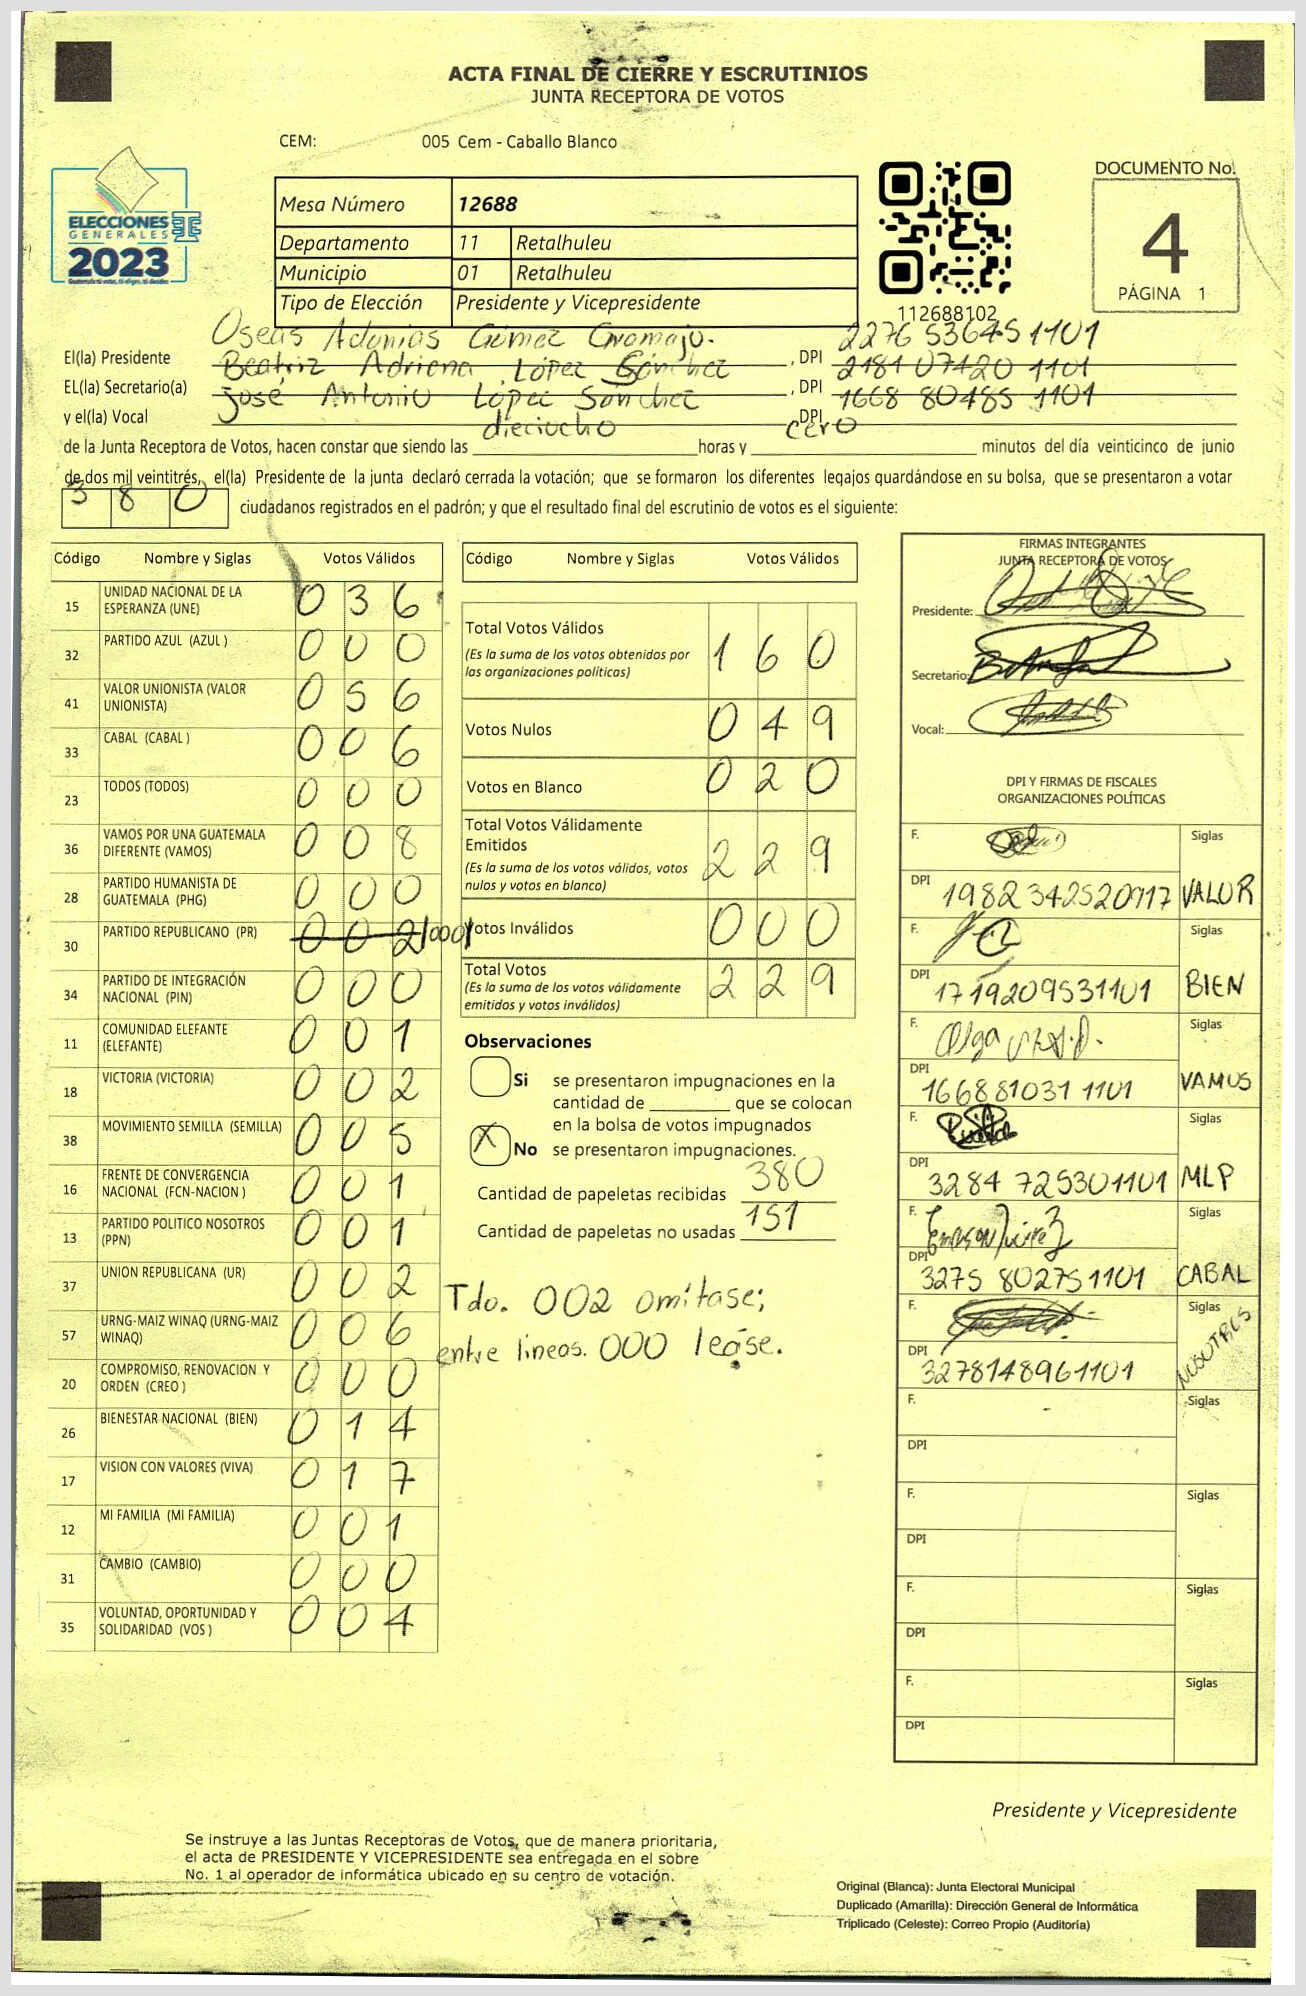 ACTA FINAL DE CIERRE Y ESCRUTINIOS
JUNTA RECEPTORA DE VOTOS
CEM: 005 Cem - Caballo Blanco
ELECCIONES
GENERALES
2023
Mesa Número 12688
Departamento 11 Retalhuleu
Municipio 01 Retalhuleu
Tipo de Elección Presidente y Vicepresidente
112688102
DOCUMENTO No.
4
PÁGINA 1
El(la) Presidente Oseas Adonias Gómez Gramajo. , DPI 2276 53645 1101
EL(la) Secretario(a) Beatriz Adriana López Sánchez , DPI 2181 07420 1101
y el(la) Vocal José Antonio López Sánchez DPI 1668 80485 1101
de la Junta Receptora de Votos, hacen constar que siendo las dieciocho horas y cero minutos del día veinticinco de junio
de dos mil veintitrés, el(la) Presidente de la junta declaró cerrada la votación; que se formaron los diferentes legajos guardándose en su bolsa, que se presentaron a votar
380 ciudadanos registrados en el padrón; y que el resultado final del escrutinio de votos es el siguiente:
Código Nombre y Siglas Votos Válidos
15 UNIDAD NACIONAL DE LA ESPERANZA (UNE) 0 3 6
32 PARTIDO AZUL (AZUL ) 0 0 0
41 VALOR UNIONISTA (VALOR UNIONISTA) 0 5 6
33 CABAL (CABAL ) 0 0 6
23 TODOS (TODOS) 0 0 0
36 VAMOS POR UNA GUATEMALA DIFERENTE (VAMOS) 0 0 8
28 PARTIDO HUMANISTA DE GUATEMALA (PHG) 0 0 0
30 PARTIDO REPUBLICANO (PR) 0 0 2 /000/
34 PARTIDO DE INTEGRACIÓN NACIONAL (PIN) 0 0 0
11 COMUNIDAD ELEFANTE (ELEFANTE) 0 0 1
18 VICTORIA (VICTORIA) 0 0 2
38 MOVIMIENTO SEMILLA (SEMILLA) 0 0 5
16 FRENTE DE CONVERGENCIA NACIONAL (FCN-NACION ) 0 0 1
13 PARTIDO POLITICO NOSOTROS (PPN) 0 0 1
37 UNION REPUBLICANA (UR) 0 0 2
57 URNG-MAIZ WINAQ (URNG-MAIZ WINAQ) 0 0 6
20 COMPROMISO, RENOVACION Y ORDEN (CREO ) 0 0 0
26 BIENESTAR NACIONAL (BIEN) 0 1 4
17 VISION CON VALORES (VIVA) 0 1 7
12 MI FAMILIA (MI FAMILIA) 0 0 1
31 CAMBIO (CAMBIO) 0 0 0
35 VOLUNTAD, OPORTUNIDAD Y SOLIDARIDAD (VOS ) 0 0 4
Código Nombre y Siglas Votos Válidos
Total Votos Válidos 1 6 0
(Es la suma de los votos obtenidos por
las organizaciones políticas)
Votos Nulos 0 4 9
Votos en Blanco 0 2 0
Total Votos Válidamente
Emitidos 2 2 9
(Es la suma de los votos válidos, votos
nulos y votos en blanco)
Votos Inválidos 0 0 0
Total Votos 2 2 9
(Es la suma de los votos válidamente
emitidos y votos inválidos)
Observaciones
Si se presentaron impugnaciones en la
cantidad de ________ que se colocan
en la bolsa de votos impugnados
X No se presentaron impugnaciones.
Cantidad de papeletas recibidas 380
Cantidad de papeletas no usadas 151
Tdo. 002 omitase;
entre lineas. 000 lease.
FIRMAS INTEGRANTES
JUNTA RECEPTORA DE VOTOS
Presidente:
Secretario:
Vocal:
DPI Y FIRMAS DE FISCALES
ORGANIZACIONES POLÍTICAS
F. Siglas
DPI VALOR
F. Siglas
DPI 1719209531101 BIEN
F. Olga Siglas
DPI 166881031 1101 VAMOS
F. Siglas
DPI 3284 725301101 MLP
F. Siglas
DPI 3275 802751101 CABAL
F. Siglas
DPI 3278148961101 NOSOTROS
F. Siglas
DPI
F. Siglas
DPI
F. Siglas
DPI
F. Siglas
DPI
Presidente y Vicepresidente
Se instruye a las Juntas Receptoras de Votos, que de manera prioritaria,
el acta de PRESIDENTE Y VICEPRESIDENTE sea entregada en el sobre
No. 1 al operador de informática ubicado en su centro de votación.
Original (Blanca): Junta Electoral Municipal
Duplicado (Amarilla): Dirección General de Informática
Triplicado (Celeste): Correo Propio (Auditoría)